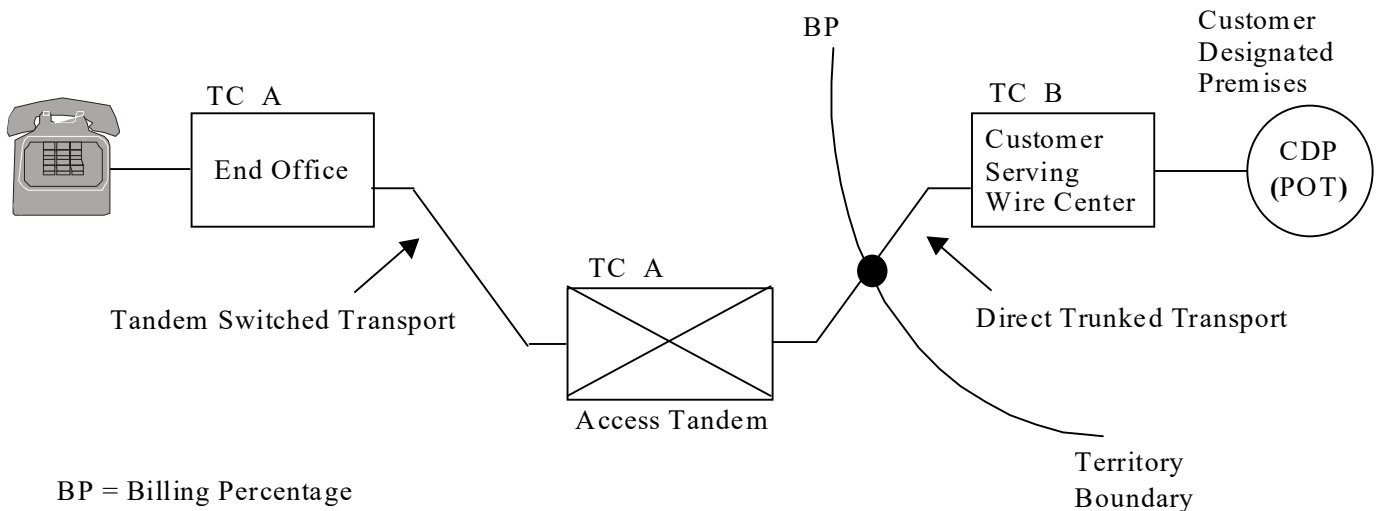 BP
Customer
Designated
Premises
TC A
TC B
End Office
Customer
Serving
Wire Center
CDP
(POT)
TC A
Tandem Switched Transport
Direct Trunked Transport
Access Tandem
Territory
Boundary
BP = Billing Percentage